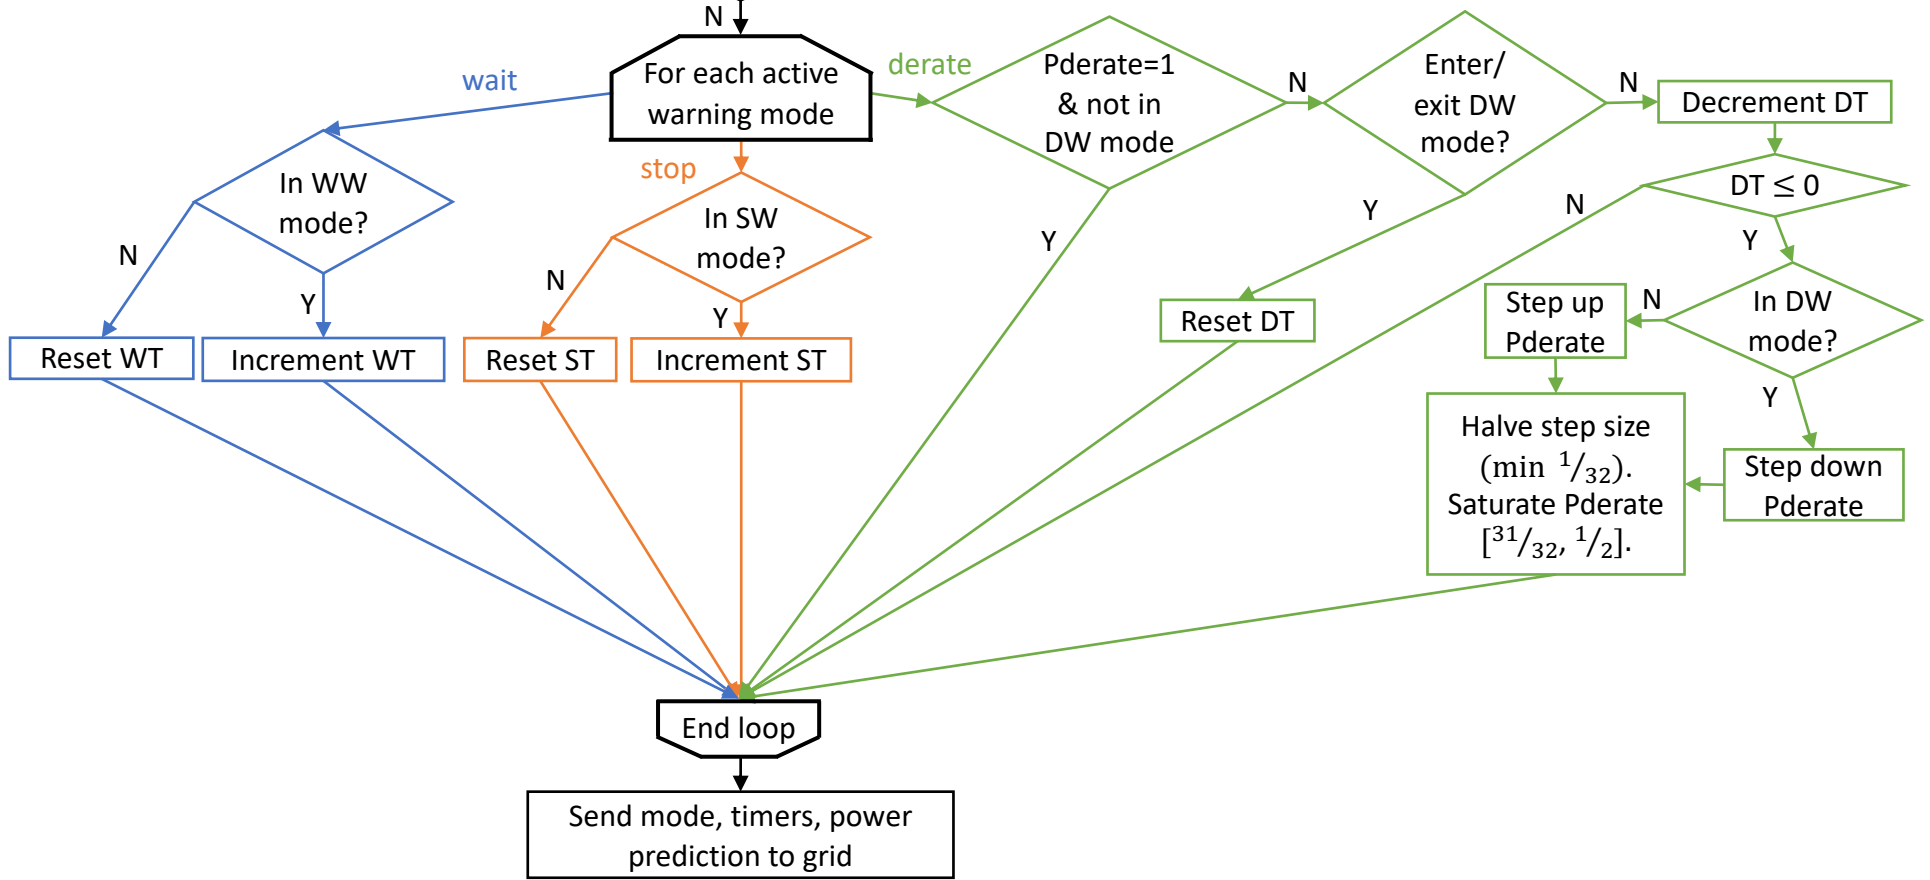 N
For each active
warning mode
wait
stop
derate
In WW
mode?
N
Y
Reset WT
Increment WT
In SW
mode?
N
Y
Reset ST
Increment ST
Pderate=1
& not in
DW mode
N
Y
Enter/
exit DW
mode?
N
Y
Reset DT
Decrement DT
DT ≤ 0
N
Y
In DW
mode?
N
Y
Step up
Pderate
Step down
Pderate
Halve step size
(min 1/32).
Saturate Pderate
[31/32, 1/2].
End loop
Send mode, timers, power
prediction to grid